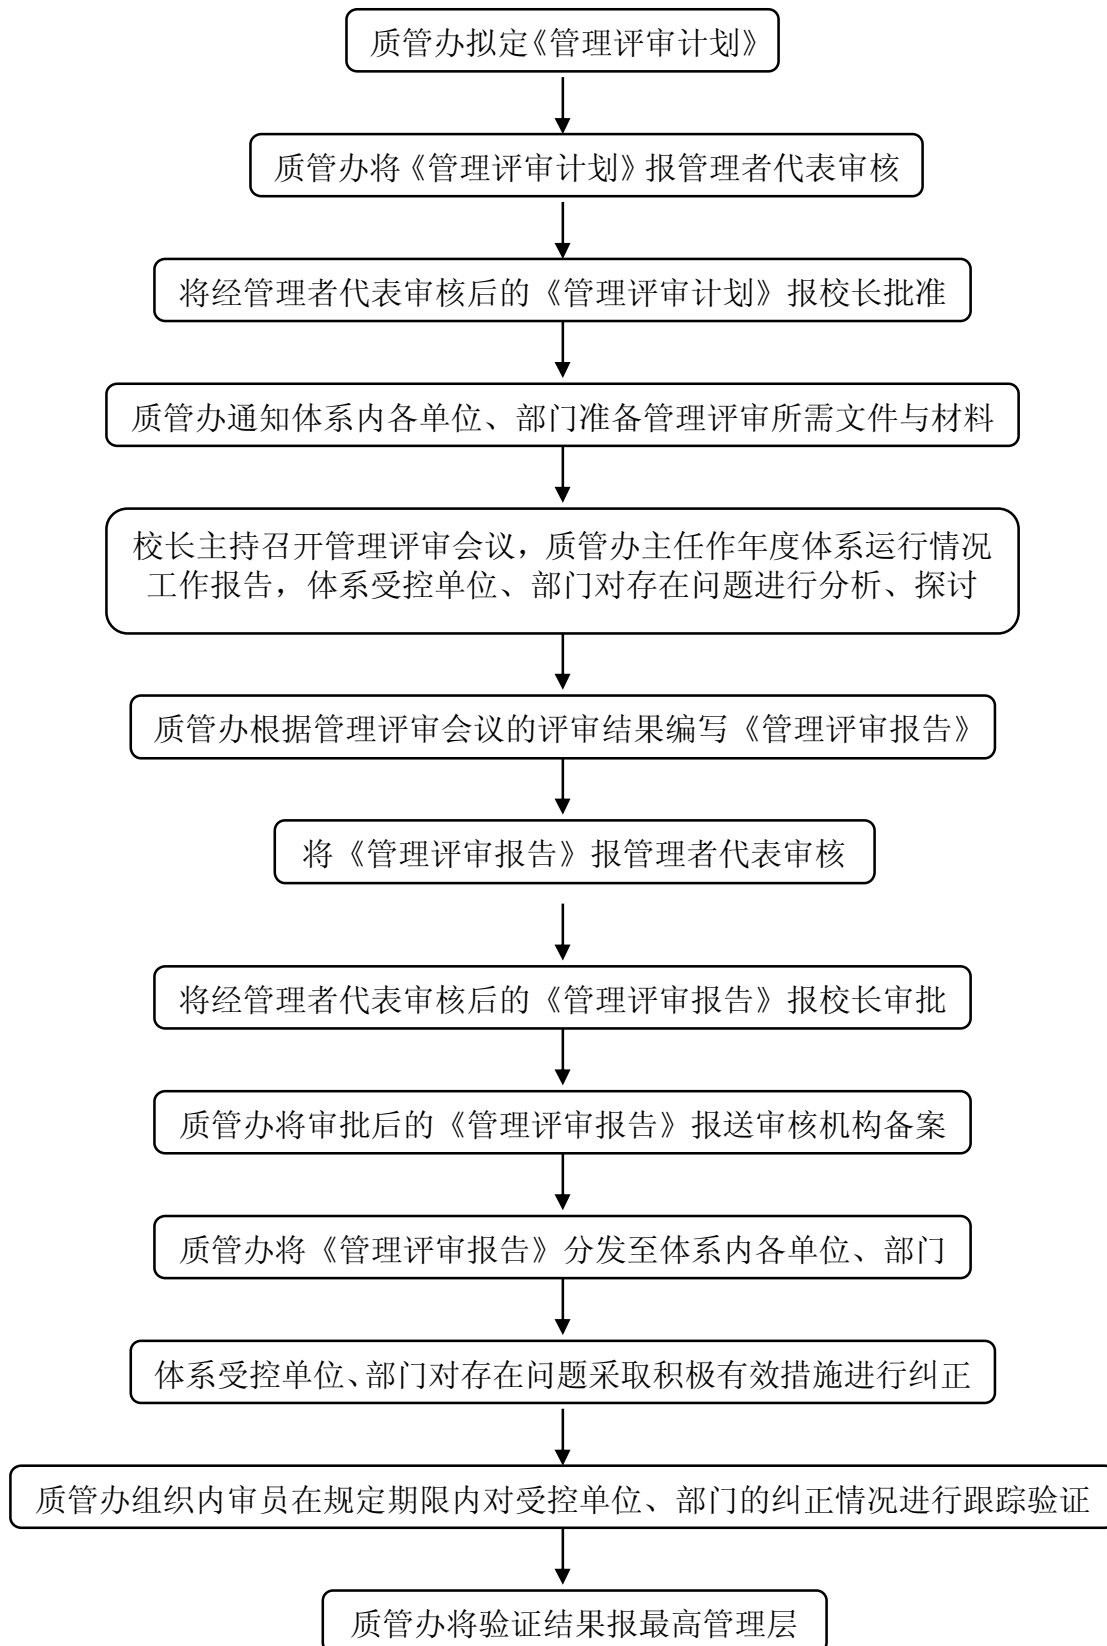 质管办拟定《管理评审计划》
质管办将《管理评审计划》报管理者代表审核
将经管理者代表审核后的《管理评审计划》报校长批准
质管办通知体系内各单位、部门准备管理评审所需文件与材料
校长主持召开管理评审会议，质管办主任作年度体系运行情况
工作报告，体系受控单位、部门对存在问题进行分析、探讨
质管办根据管理评审会议的评审结果编写《管理评审报告》
将《管理评审报告》报管理者代表审核
将经管理者代表审核后的《管理评审报告》报校长审批
质管办将审批后的《管理评审报告》报送审核机构备案
质管办将《管理评审报告》分发至体系内各单位、部门
体系受控单位、部门对存在问题采取积极有效措施进行纠正
质管办组织内审员在规定期限内对受控单位、部门的纠正情况进行跟踪验证
质管办将验证结果报最高管理层